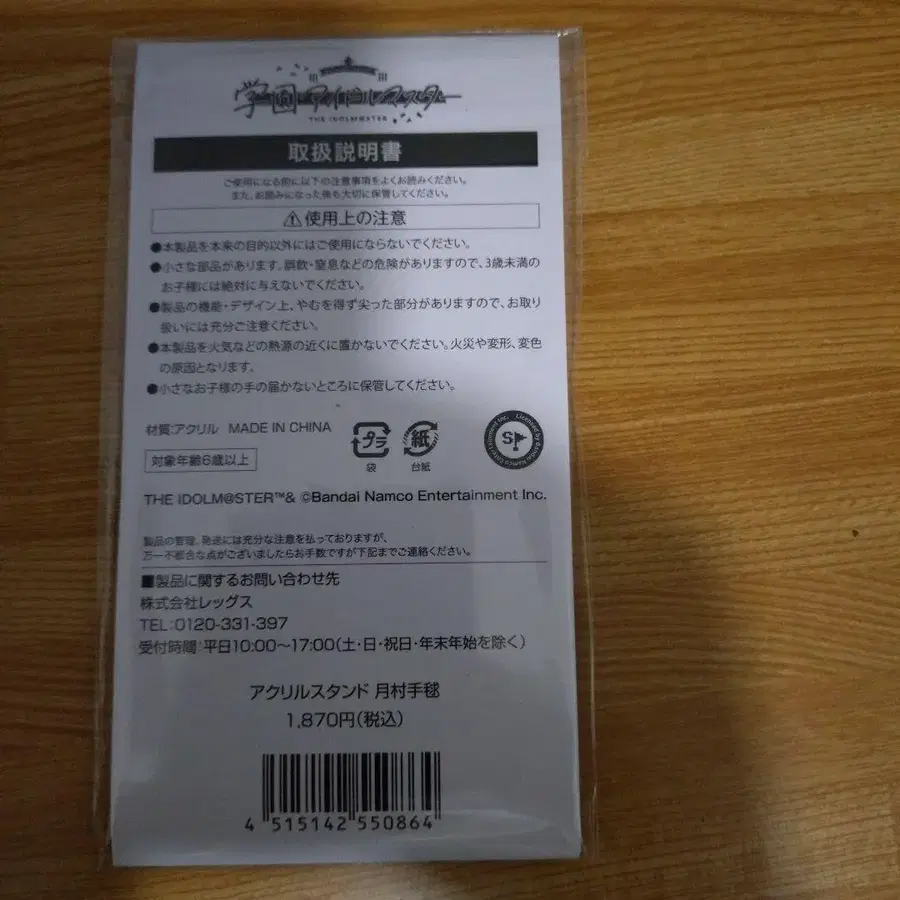 学園アイドルマスター
THE IDOLM@STER
取扱説明書
ご使用になる前に以下の注意事項をよくお読みください。
また、お読みになった後も大切に保管してください。
⚠使用上の注意
●本製品を本来の目的以外にはご使用にならないでください。
●小さな部品があります。誤飲・窒息などの危険がありますので、3歳未満の
お子様には絶対に与えないでください。
●製品の機能・デザイン上、やむを得ず尖った部分がありますので、お取り
扱いには充分ご注意ください。
●本製品を火気などの熱源の近くに置かないでください。火災や変形、変色
の原因となります。
●小さなお子様の手の届かないところに保管してください。
材質:アクリル MADE IN CHINA
対象年齢6歳以上
プラ
袋
紙
台紙
Licensed by Bandai Namco Entertainment Inc.
SP
THE IDOLM@STER™& ©Bandai Namco Entertainment Inc.
製品の管理、発送には充分な注意を払っておりますが、
万一不都合な点がございましたらお手数ですが下記までご連絡ください。
■製品に関するお問い合わせ先
株式会社レッグス
TEL:0120-331-397
受付時間:平日10:00～17:00(土・日・祝日・年末年始を除く)
アクリルスタンド 月村手毬
1,870円(税込)
4 515142 550864